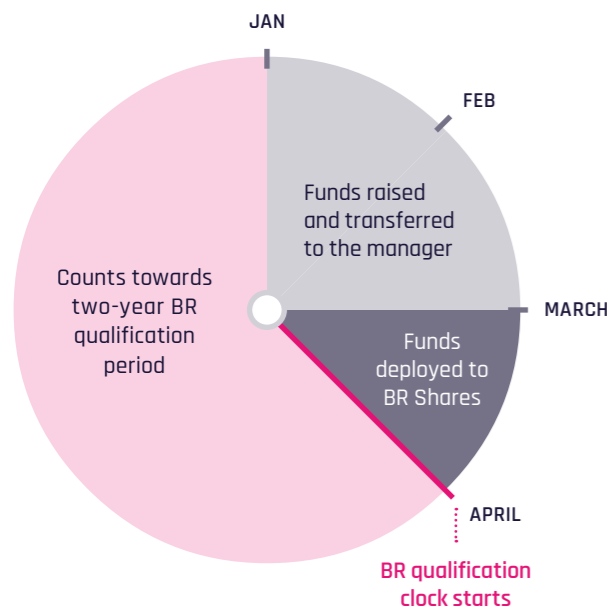 JAN
FEB
Funds raised
and transferred
to the manager
Counts towards
two-year BR
qualification
period
MARCH
Funds
deployed to
BR Shares
APRIL
BR qualification
clock starts